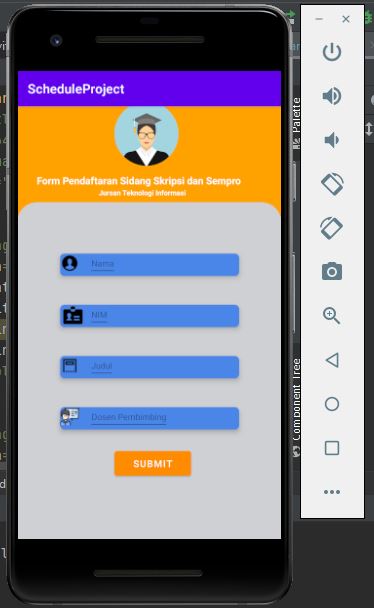 ScheduleProject
Form Pendaftaran Sidang Skripsi dan Sempro
Jursan Teknologi Informasi
Nama
NIM
Judul
Dosen Pembimbing
SUBMIT
Palette
Component Tree